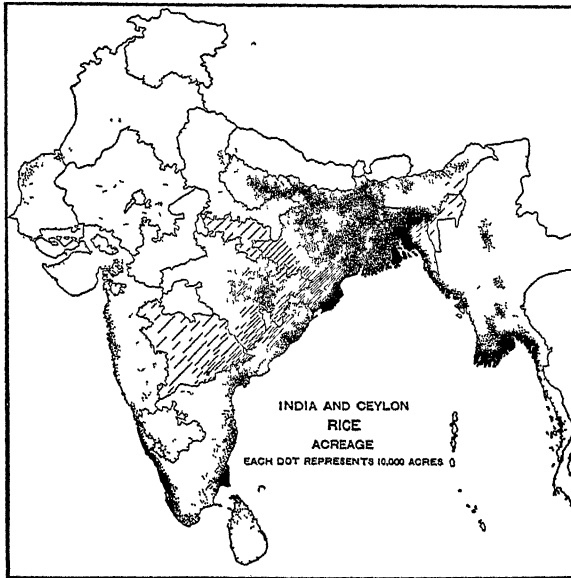 INDIA AND CEYLON
RICE
ACREAGE
EACH DOT REPRESENTS 10,000 ACRES